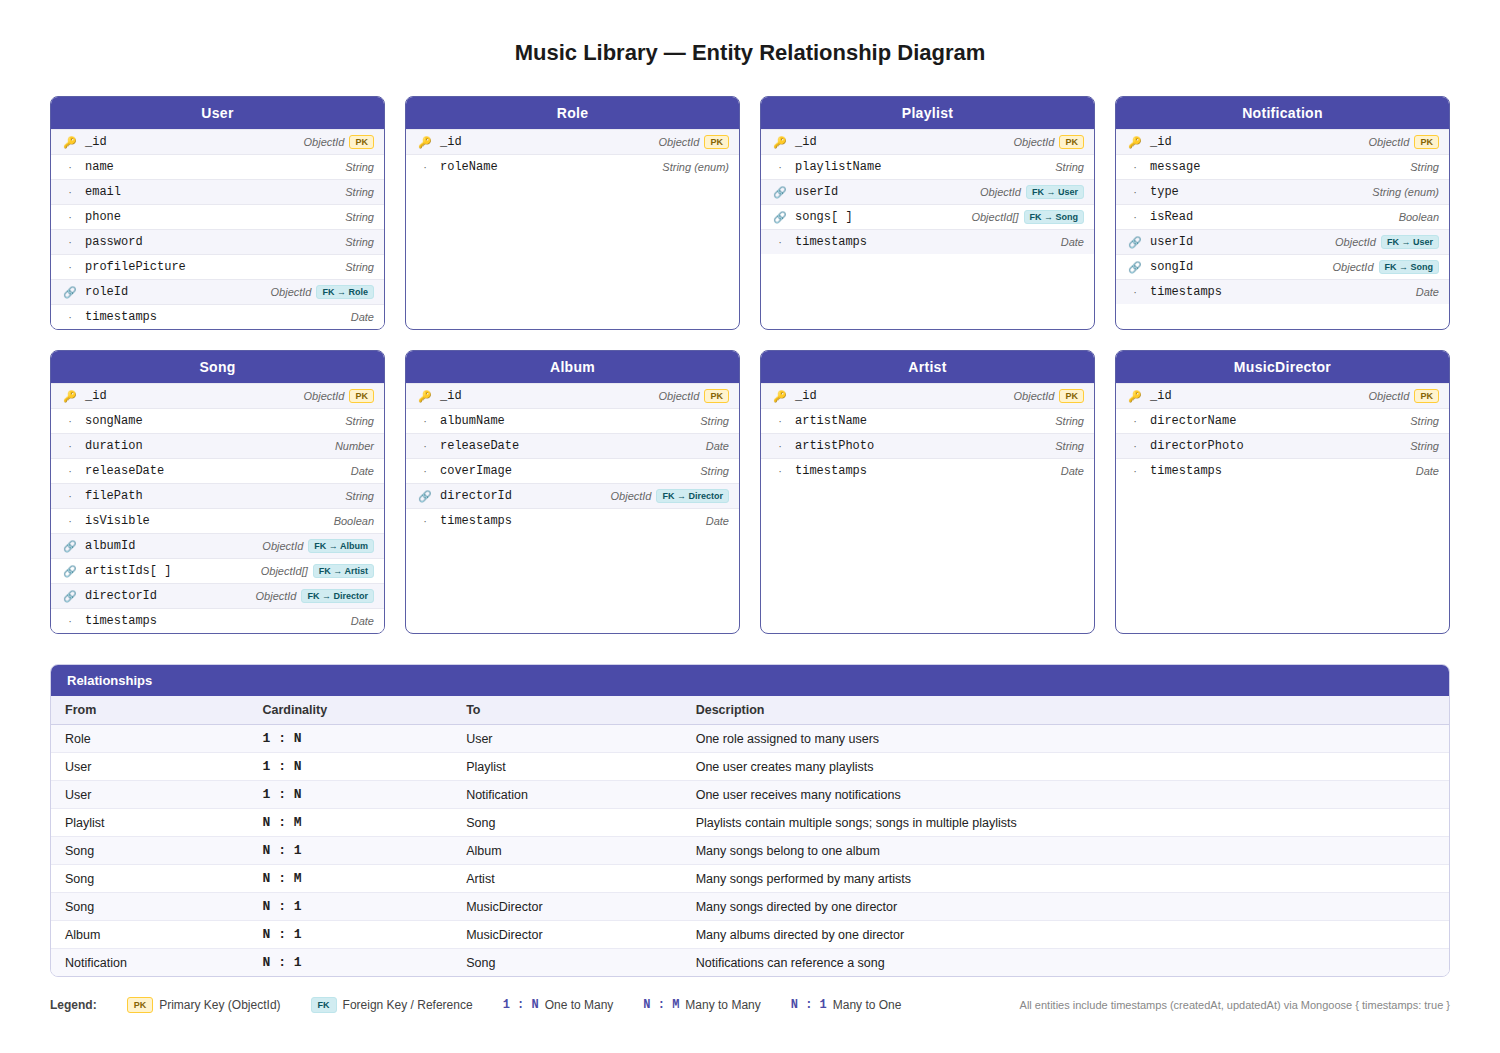 Music Library — Entity Relationship Diagram
User
_id ObjectId PK
· name String
· email String
· phone String
· password String
· profilePicture String
roleId ObjectId FK → Role
· timestamps Date
Role
_id ObjectId PK
· roleName String (enum)
Playlist
_id ObjectId PK
· playlistName String
userId ObjectId FK → User
songs[ ] ObjectId[] FK → Song
· timestamps Date
Notification
_id ObjectId PK
· message String
· type String (enum)
· isRead Boolean
userId ObjectId FK → User
songId ObjectId FK → Song
· timestamps Date
Song
_id ObjectId PK
· songName String
· duration Number
· releaseDate Date
· filePath String
· isVisible Boolean
albumId ObjectId FK → Album
artistIds[ ] ObjectId[] FK → Artist
directorId ObjectId FK → Director
· timestamps Date
Album
_id ObjectId PK
· albumName String
· releaseDate Date
· coverImage String
directorId ObjectId FK → Director
· timestamps Date
Artist
_id ObjectId PK
· artistName String
· artistPhoto String
· timestamps Date
MusicDirector
_id ObjectId PK
· directorName String
· directorPhoto String
· timestamps Date
Relationships
From Cardinality To Description
Role 1 : N User One role assigned to many users
User 1 : N Playlist One user creates many playlists
User 1 : N Notification One user receives many notifications
Playlist N : M Song Playlists contain multiple songs; songs in multiple playlists
Song N : 1 Album Many songs belong to one album
Song N : M Artist Many songs performed by many artists
Song N : 1 MusicDirector Many songs directed by one director
Album N : 1 MusicDirector Many albums directed by one director
Notification N : 1 Song Notifications can reference a song
Legend: PK Primary Key (ObjectId) FK Foreign Key / Reference 1 : N One to Many N : M Many to Many N : 1 Many to One All entities include timestamps (createdAt, updatedAt) via Mongoose { timestamps: true }